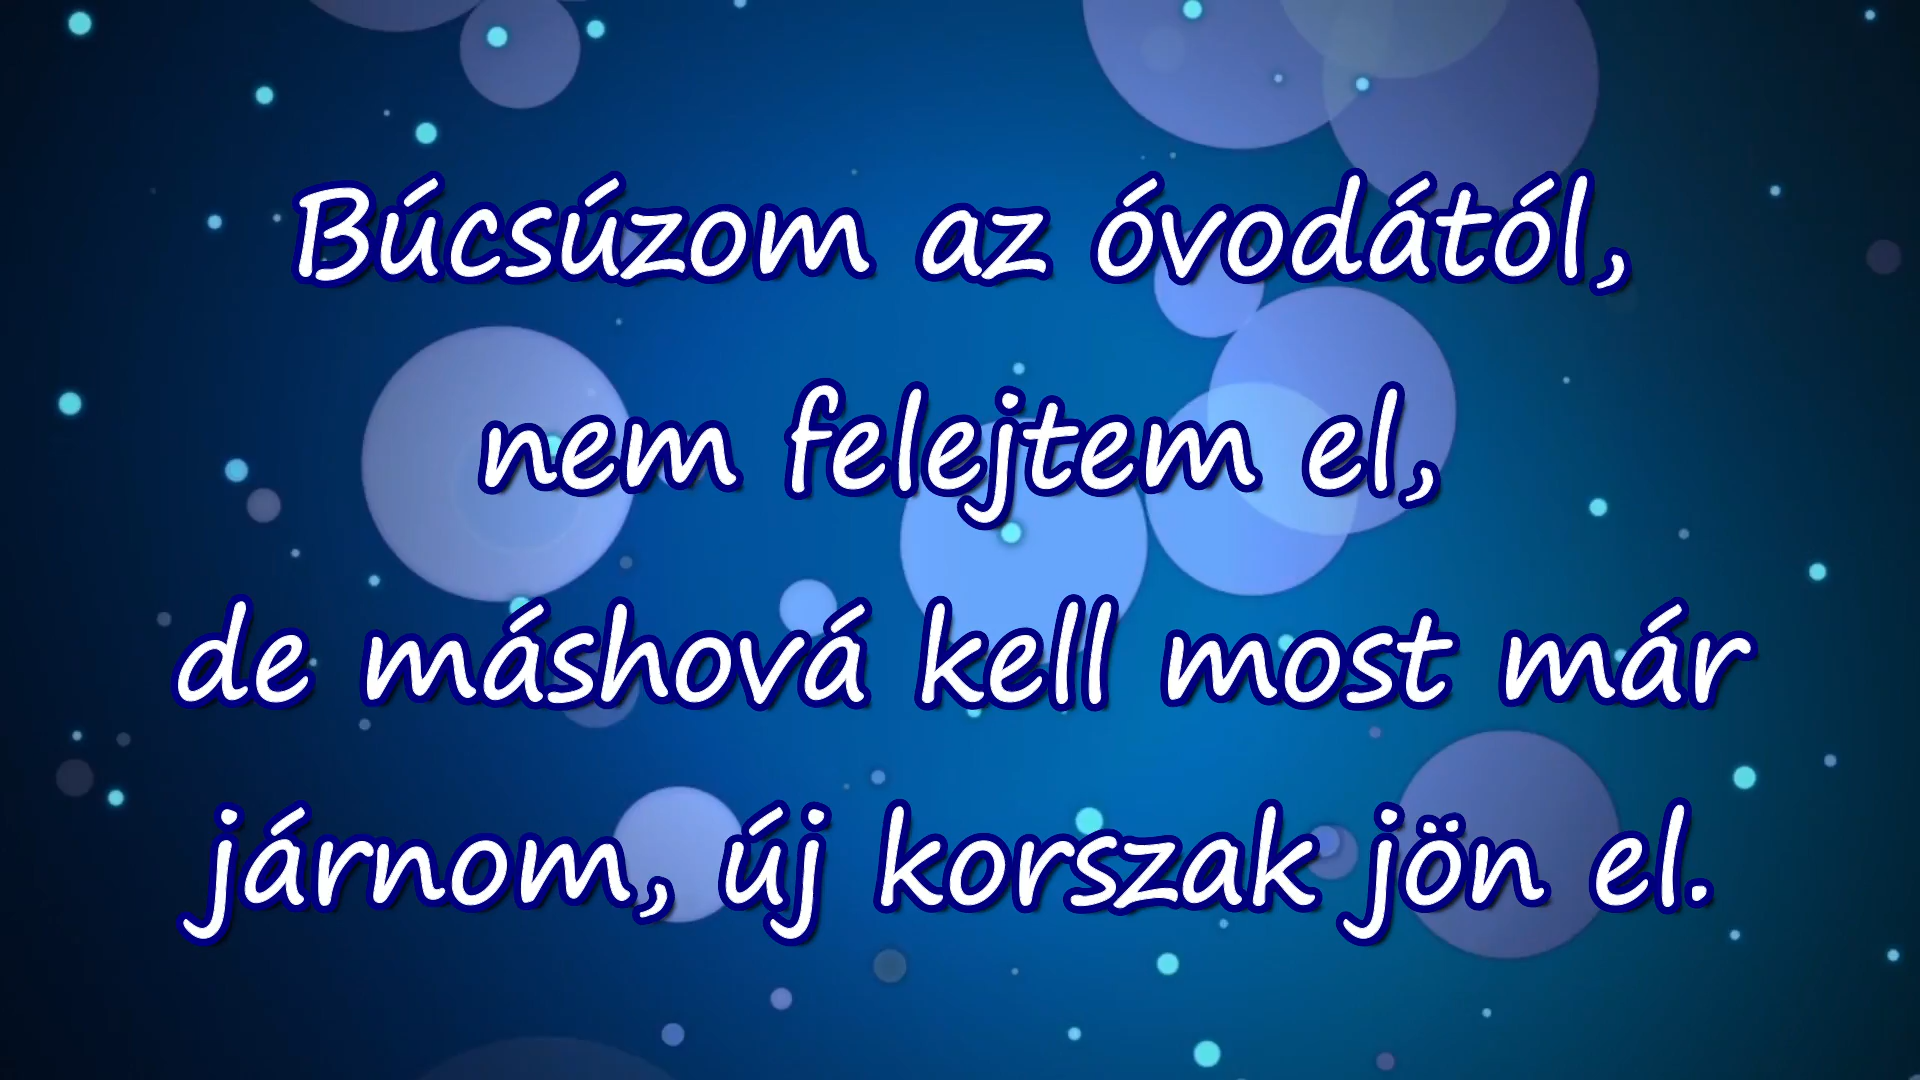 Búcsúzom az óvodától,
nem felejtem el,
de máshová kell most már
járnom, új korszak jön el.